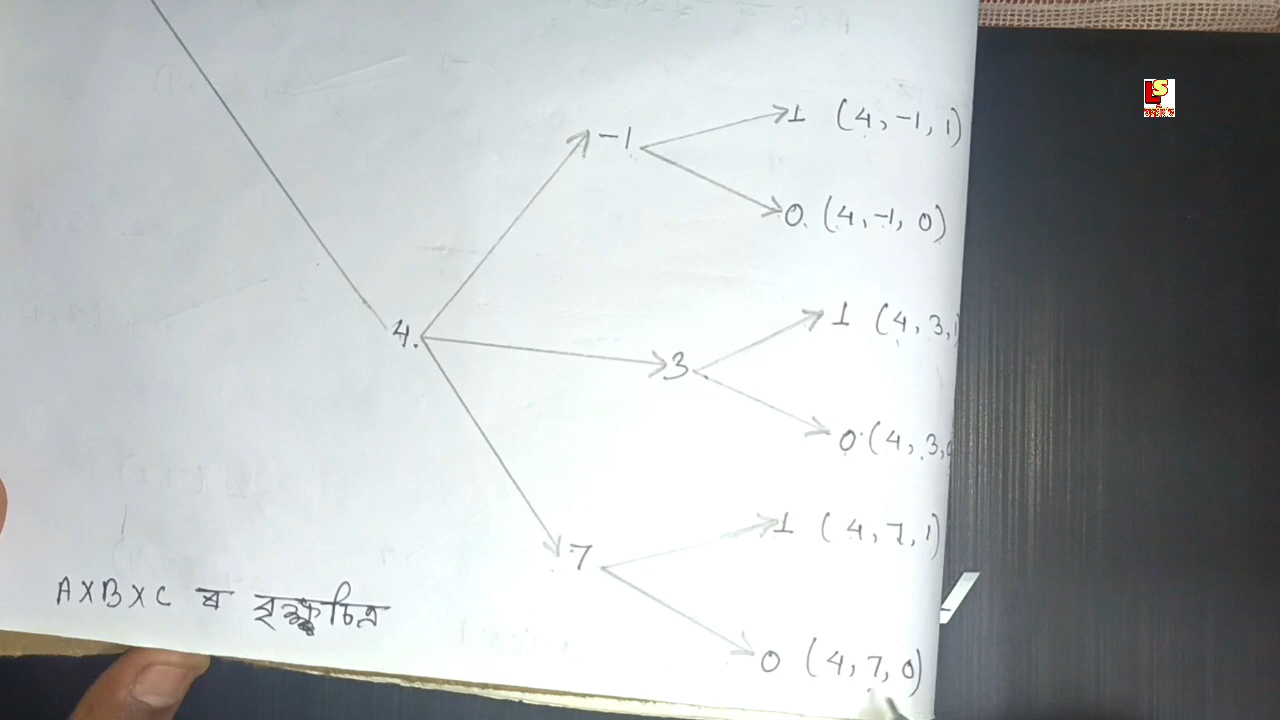 -1
1 (4, -1, 1)
0 (4, -1, 0)
4
3
1 (4, 3, 1
0 (4, 3, 0
7
1 (4, 7, 1)
0 (4, 7, 0)
A×B×C ৰ বৃক্ষচিত্ৰ
LS